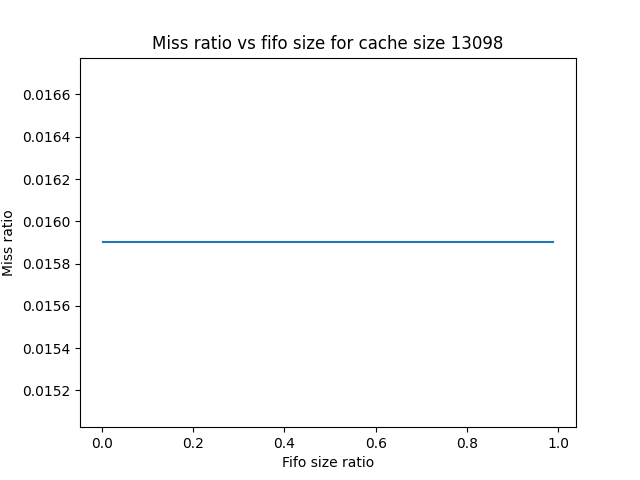 Miss ratio vs fifo size for cache size 13098
0.0166
0.0164
0.0162
0.0160
0.0158
0.0156
0.0154
0.0152
Miss ratio
0.0 0.2 0.4 0.6 0.8 1.0
Fifo size ratio